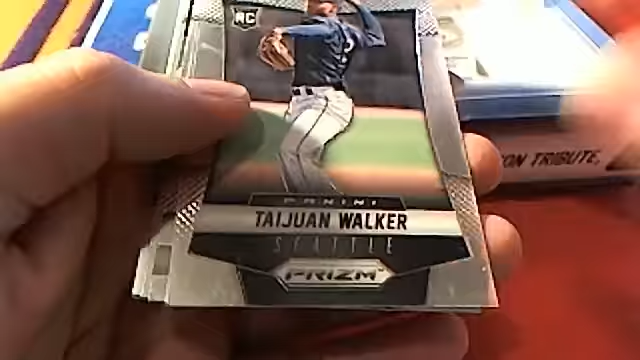 RC
ON TRIBUTE,
PANINI
TAIJUAN WALKER
SEATTLE
PRIZM